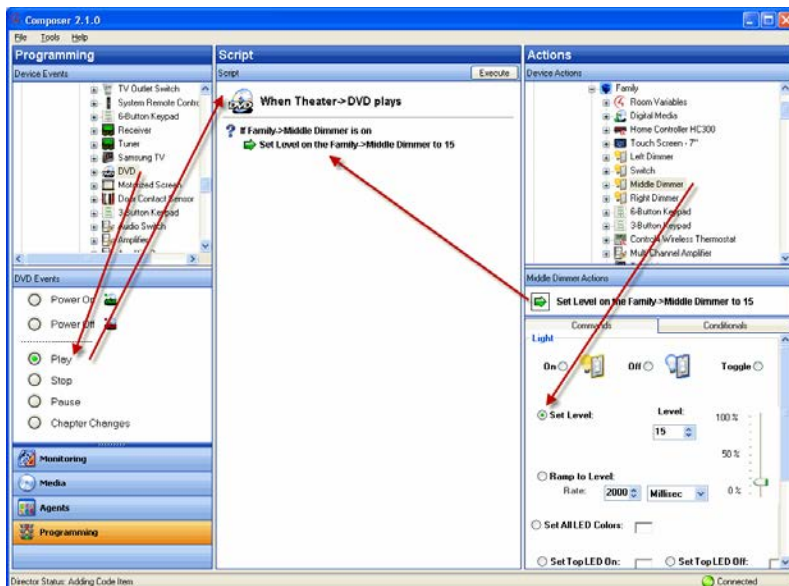 Composer 2.1.0
File Tools Help
Programming
Device Events
TV Outlet Switch
System Remote Contro
6-Button Keypad
Receiver
Tuner
Samsung TV
DVD
Motorized Screen
Door Contact Sensor
3-Button Keypad
Audio Switch
Amplifier
DVD Events
Power On
Power Off
Play
Stop
Pause
Chapter Changes
Monitoring
Media
Agents
Programming
Script
Script Execute
DVD
When Theater->DVD plays
? If Family->Middle Dimmer is on
Set Level on the Family->Middle Dimmer to 15
Actions
Device Actions
Family
Room Variables
Digital Media
Home Controller HC300
Touch Screen - 7"
Left Dimmer
Switch
Middle Dimmer
Right Dimmer
6-Button Keypad
3-Button Keypad
Control4 Wireless Thermostat
Multi Channel Amplifier
Middle Dimmer Actions
Set Level on the Family->Middle Dimmer to 15
Commands Conditionals
Light
On Off Toggle
Set Level: Level: 100 %
15
50 %
Ramp to Level:
Rate: 2000 Millisec 0 %
Set All LED Colors:
Set Top LED On: Set Top LED Off:
Director Status: Adding Code Item Connected